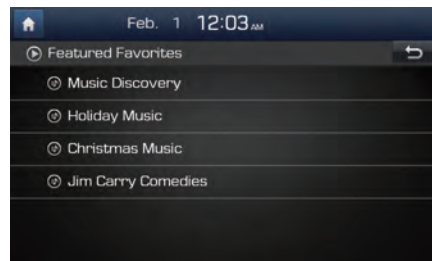 Feb. 1 12:03 AM
Featured Favorites
Music Discovery
Holiday Music
Christmas Music
Jim Carry Comedies